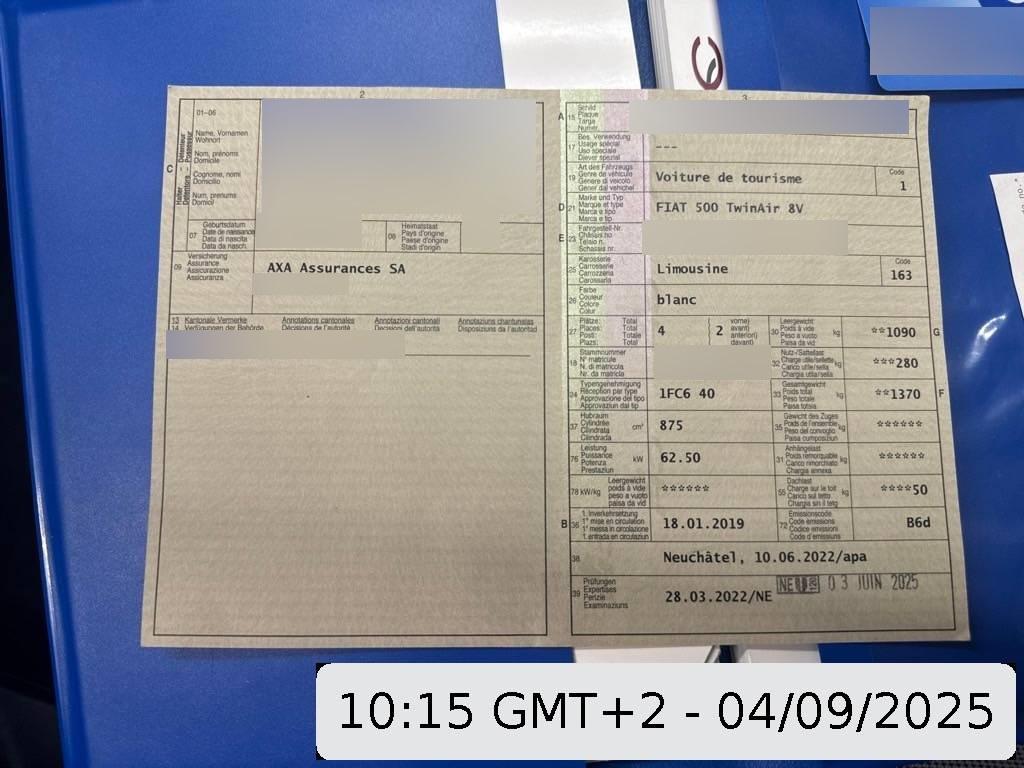 2
01–06
Name, Vornamen
Wohnort
Nom, prénoms
Domicile
Cognome, nomi
Domicilio
Num, prenums
Domicil
C
Halter - Détenteur
Detentore - Possessur
07
Geburtsdatum
Date de naissance
Data di nascita
Data da nasch.
08
Heimatstaat
Pays d'origine
Paese d'origine
Stadi d'origin
09
Versicherung
Assurance
Assicurazione
Assicuranza
AXA Assurances SA
13 Kantonale Vermerke Annotations cantonales Annotazioni cantonali Annotaziuns chantunalas
14 Verfügungen der Behörde Décisions de l'autorité Decisioni dell'autorità Disposiziuns da l'autoritad
3
A 15
Schild
Plaque
Targa
Numer.
17
Bes. Verwendung
Usage spécial
Uso speciale
Diever spezial
---
19
Art des Fahrzeugs
Genre de véhicule
Genere di veicolo
Gener dal vehichel
Voiture de tourisme
Code
1
D 21
Marke und Typ
Marque et type
Marca e tipo
Marca e tip
FIAT 500 TwinAir 8V
E 23
Fahrgestell-Nr.
Châssis no
Telaio n.
Schassis nr.
25
Karosserie
Carrosserie
Carrozzeria
Carossaria
Limousine
Code
163
26
Farbe
Couleur
Colore
Colur
blanc
27
Plätze: Total
Places: Total
Posti: Totale
Plazs: Total
4
2
vorne)
avant)
anteriori)
davant)
30
Leergewicht
Poids à vide
Peso a vuoto
Paisa da vid
kg
**1090
G
18
Stammnummer
N° matricule
N. di matricola
Nr. da matricla
32
Nutz-/Sattellast
Charge utile/sellette
Carico utile/sella
Chargia utila/sella
kg
***280
24
Typengenehmigung
Réception par type
Approvazione del tipo
Approvaziun dal tip
1FC6 40
33
Gesamtgewicht
Poids total
Peso totale
Paisa totala
kg
**1370
F
37
Hubraum
Cylindrée
Cilindrata
Cilindrada
cm³
875
35
Gewicht des Zuges
Poids de l'ensemble
Peso del convoglio
Paisa cumposiziun
kg
******
76
Leistung
Puissance
Potenza
Prestaziun
kW
62.50
31
Anhängelast
Poids remorquable
Carico rimorchiato
Chargia annexa
kg
******
78 kW/kg
Leergewicht
poids à vide
peso a vuoto
paisa da vid
******
55
Dachlast
Charge sur le toit
Carico sul tetto
Chargia sin il tetg
kg
****50
B 36
1. Inverkehrsetzung
1re mise en circulation
1a messa in circolazione
1. entrada en circulaziun
18.01.2019
72
Emissionscode
Code émissions
Codice emissioni
Code d'emissiuns
B6d
38
Neuchâtel, 10.06.2022/apa
39
Prüfungen
Expertises
Perizie
Examinaziuns
28.03.2022/NE
NE
03 JUIN 2025
10:15 GMT+2 - 04/09/2025